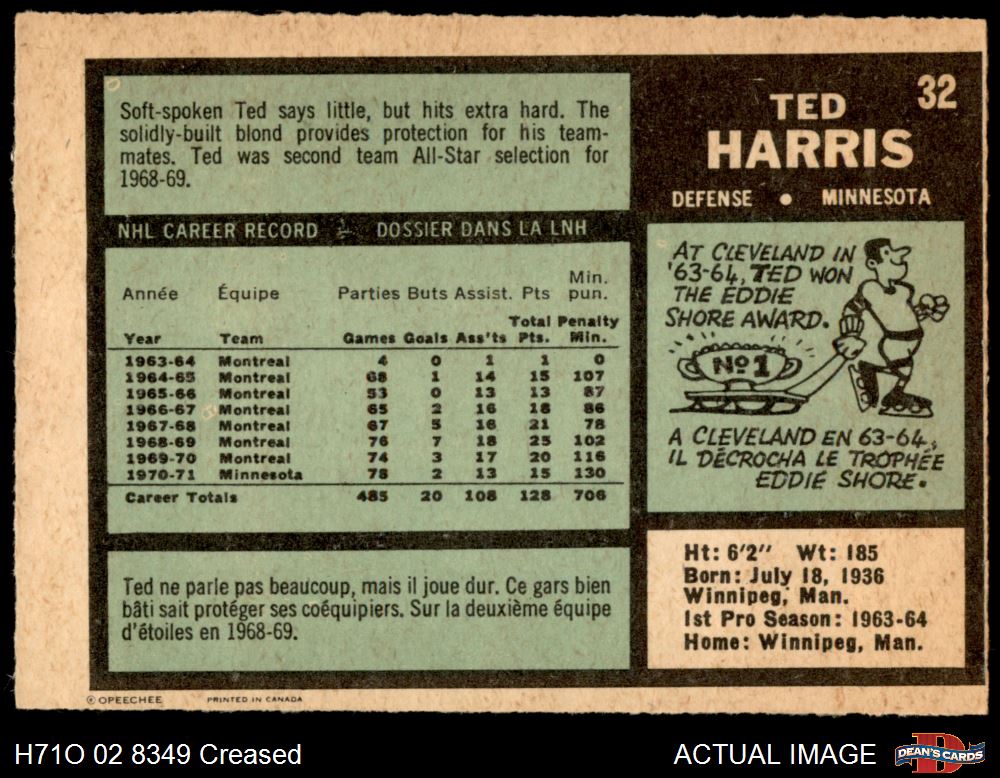 32
TED
HARRIS
DEFENSE • MINNESOTA
Soft-spoken Ted says little, but hits extra hard. The
solidly-built blond provides protection for his team-
mates. Ted was second team All-Star selection for
1968-69.
NHL CAREER RECORD DOSSIER DANS LA LNH
Année Équipe Parties Buts Assist. Pts Min. pun.
Year Team Games Goals Ass'ts Total Pts. Penalty Min.
1963-64 Montreal 4 0 1 1 0
1964-65 Montreal 68 1 14 15 107
1965-66 Montreal 53 0 13 13 87
1966-67 Montreal 65 2 16 18 86
1967-68 Montreal 67 5 16 21 78
1968-69 Montreal 76 7 18 25 102
1969-70 Montreal 74 3 17 20 116
1970-71 Minnesota 78 2 13 15 130
Career Totals 485 20 108 128 706
Ted ne parle pas beaucoup, mais il joue dur. Ce gars bien
bâti sait protéger ses coéquipiers. Sur la deuxième équipe
d'étoiles en 1968-69.
AT CLEVELAND IN
'63-64, TED WON
THE EDDIE
SHORE AWARD.
Nº 1
A CLEVELAND EN 63-64,
IL DÉCROCHA LE TROPHÉE
EDDIE SHORE.
Ht: 6'2" Wt: 185
Born: July 18, 1936
Winnipeg, Man.
1st Pro Season: 1963-64
Home: Winnipeg, Man.
© OPEECHEE PRINTED IN CANADA
H71O 02 8349 Creased
ACTUAL IMAGE
DEAN'S CARDS